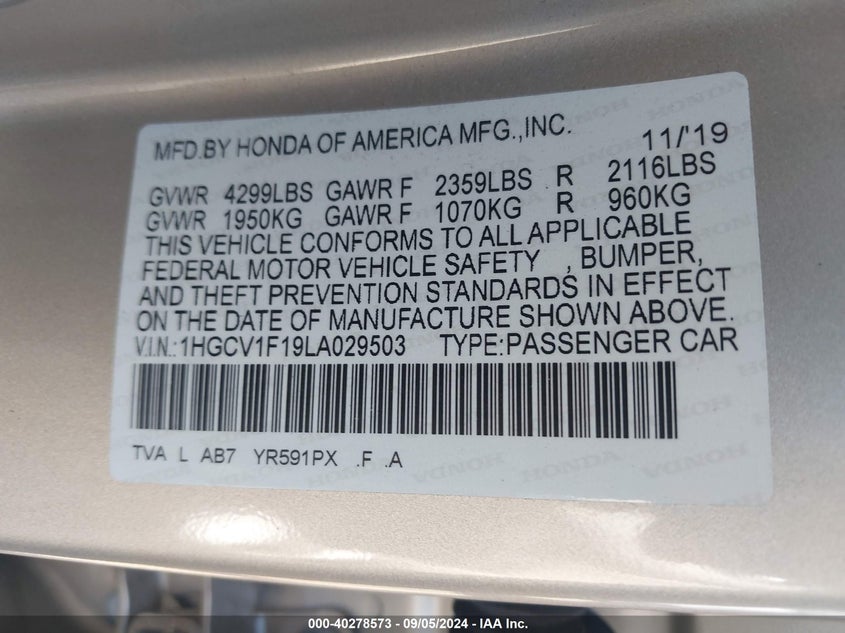 MFD.BY HONDA OF AMERICA MFG.,INC. 11/'19
GVWR 4299LBS GAWR F 2359LBS R 2116LBS
GVWR 1950KG GAWR F 1070KG R 960KG
THIS VEHICLE CONFORMS TO ALL APPLICABLE
FEDERAL MOTOR VEHICLE SAFETY , BUMPER,
AND THEFT PREVENTION STANDARDS IN EFFECT
ON THE DATE OF MANUFACTURE SHOWN ABOVE.
V.I.N.:1HGCV1F19LA029503 TYPE:PASSENGER CAR
TVA L AB7 YR591PX .F .A
HONDA HONDA HONDA
000-40278573 - 09/05/2024 - IAA Inc.